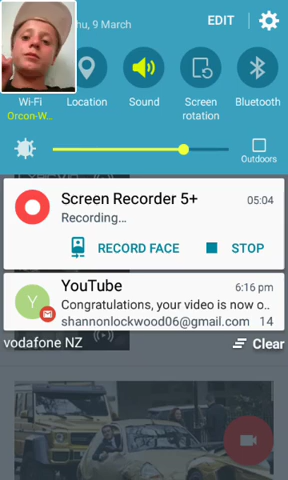 hu, 9 March
EDIT
Wi-Fi
Location
Sound
Screen
rotation
Bluetooth
Orcon-W...
Outdoors
Screen Recorder 5+
05:04
Recording...
RECORD FACE
STOP
Y
YouTube
6:16 pm
Congratulations, your video is now o..
shannonlockwood06@gmail.com
14
vodafone NZ
Clear